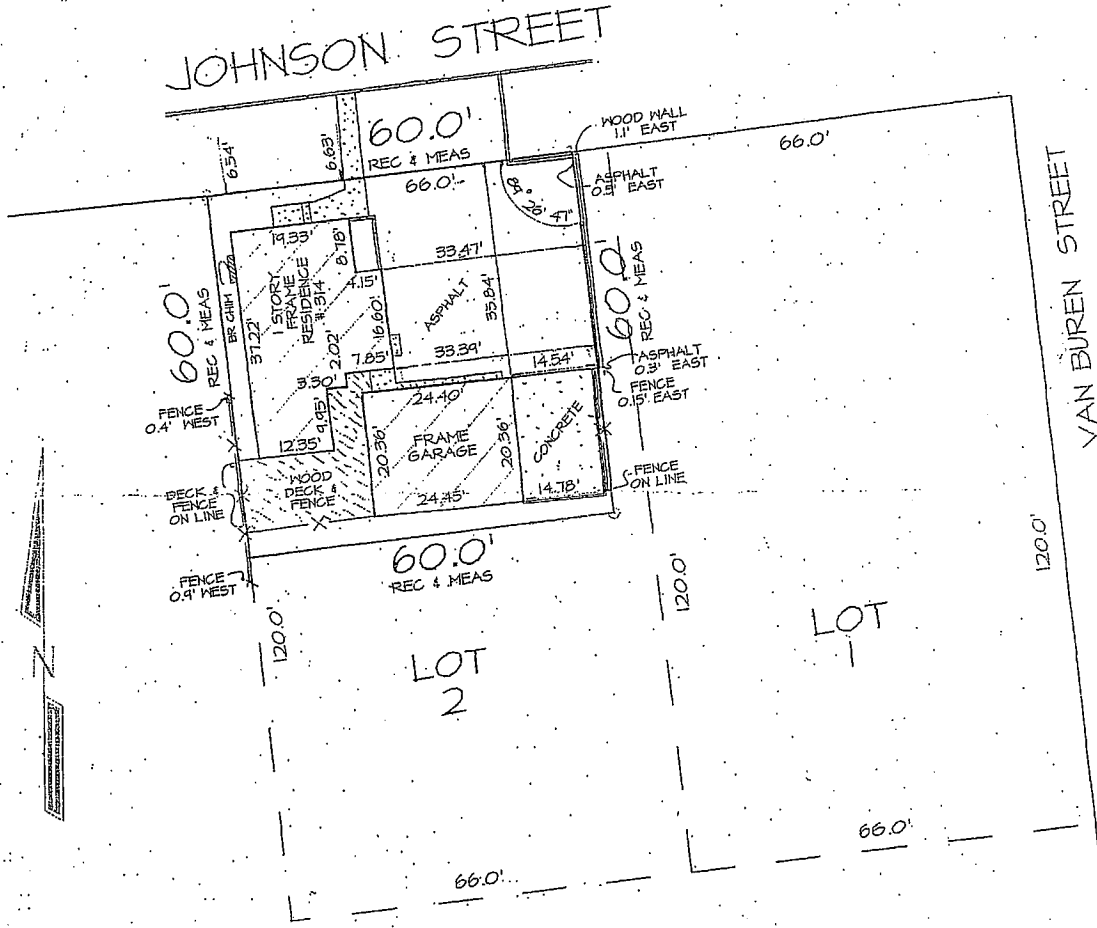 JOHNSON STREET
60.0'
REC & MEAS
66.0'
6.54'
6.63'
WOOD WALL
1.1' EAST
66.0'
ASPHALT
0.5' EAST
88° 26' 47"
VAN BUREN STREET
19.33'
8.78'
4.15'
33.47'
60.0'
REC & MEAS
BR CHIM
37.22'
1 STORY
FRAME
RESIDENCE
#314
16.60'
ASPHALT
35.84'
60.0'
REC & MEAS
2.02'
7.85'
33.39'
14.54'
ASPHALT
0.3' EAST
FENCE
0.15' EAST
3.30'
9.95'
24.40'
FENCE
0.4' WEST
12.35'
20.36'
FRAME
GARAGE
20.36'
CONCRETE
WOOD
DECK &
FENCE
24.45'
14.78'
FENCE
ON LINE
DECK &
FENCE
ON LINE
60.0'
REC & MEAS
FENCE
0.9' WEST
120.0'
120.0'
120.0'
N
LOT
2
LOT
1
66.0'
66.0'